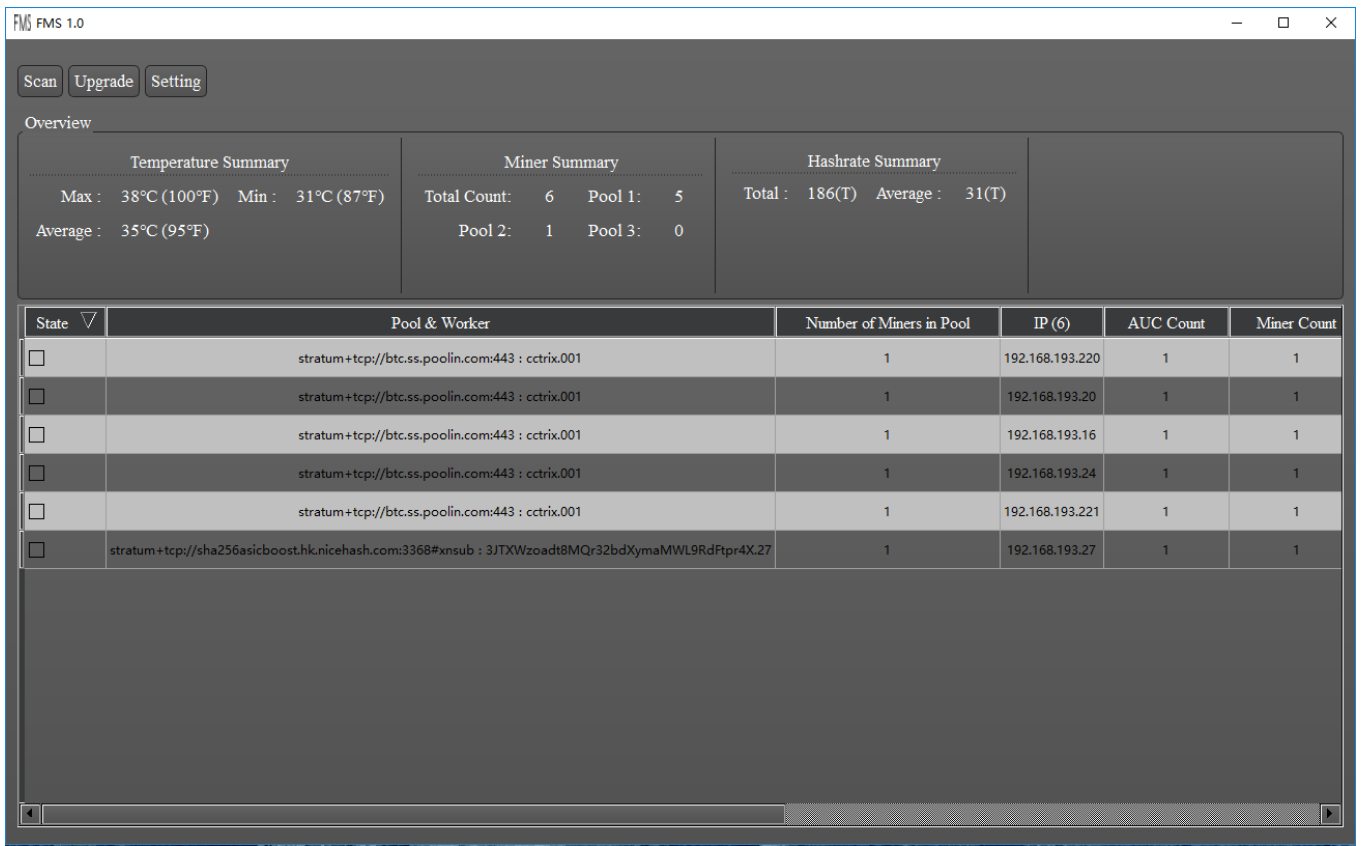 FMS FMS 1.0
Scan Upgrade Setting
Overview
Temperature Summary Miner Summary Hashrate Summary
Max : 38°C (100°F) Min : 31°C (87°F) Total Count: 6 Pool 1: 5 Total : 186(T) Average : 31(T)
Average : 35°C (95°F) Pool 2: 1 Pool 3: 0
State Pool & Worker Number of Miners in Pool IP (6) AUC Count Miner Count
stratum+tcp://btc.ss.poolin.com:443 : cctrix.001 1 192.168.193.220 1 1
stratum+tcp://btc.ss.poolin.com:443 : cctrix.001 1 192.168.193.20 1 1
stratum+tcp://btc.ss.poolin.com:443 : cctrix.001 1 192.168.193.16 1 1
stratum+tcp://btc.ss.poolin.com:443 : cctrix.001 1 192.168.193.24 1 1
stratum+tcp://btc.ss.poolin.com:443 : cctrix.001 1 192.168.193.221 1 1
stratum+tcp://sha256asicboost.hk.nicehash.com:3368#xnsub : 3JTXWzoadt8MQr32bdXymaMWL9RdFtpr4X.27 1 192.168.193.27 1 1